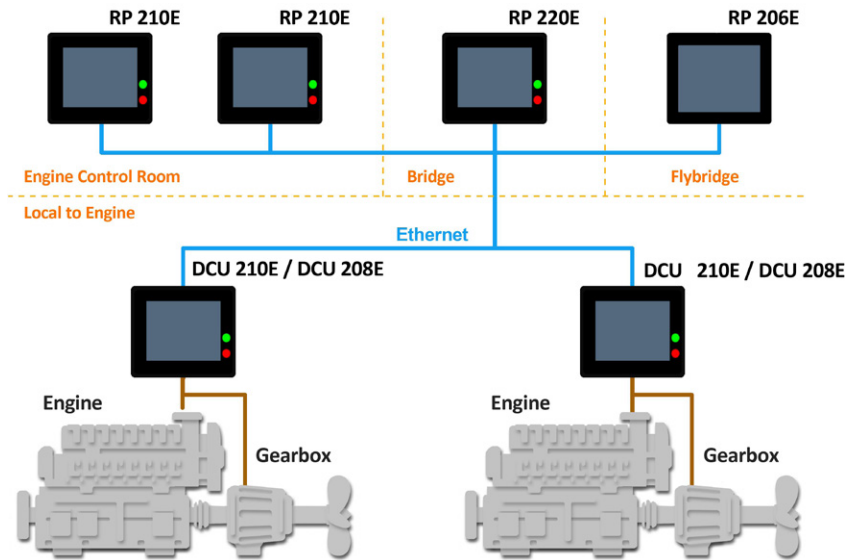 RP 210E
RP 210E
RP 220E
RP 206E
Engine Control Room
Bridge
Flybridge
Local to Engine
Ethernet
DCU 210E / DCU 208E
DCU 210E / DCU 208E
Engine
Engine
Gearbox
Gearbox